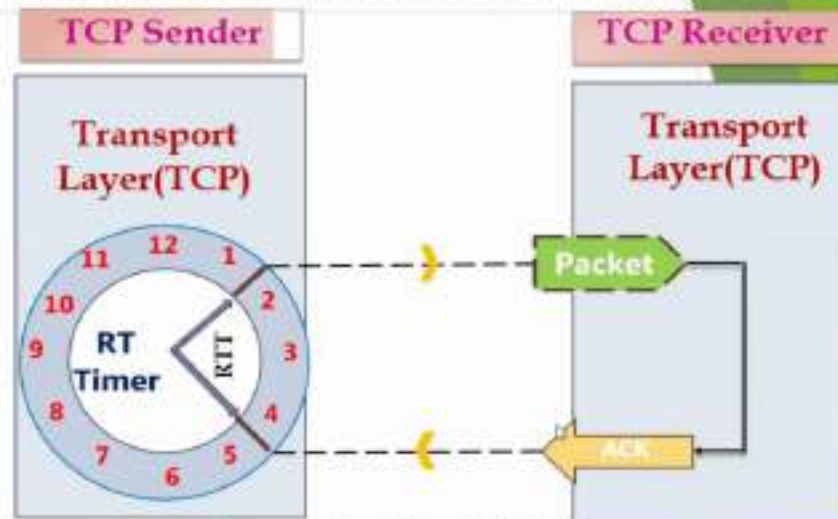 TCP Sender
TCP Receiver
Transport
Layer(TCP)
Transport
Layer(TCP)
12
1
2
3
4
5
6
7
8
9
10
11
RT
Timer
RTT
Packet
ACK